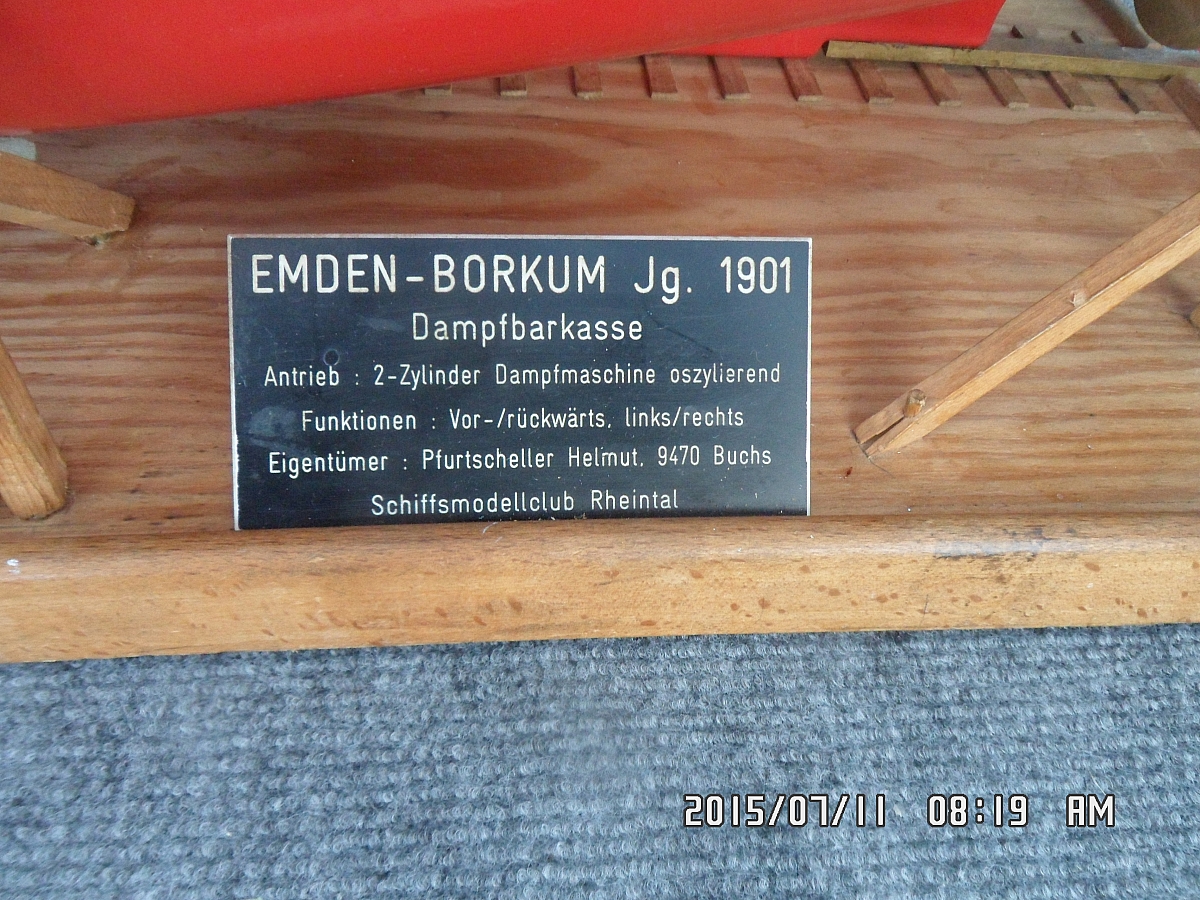 EMDEN-BORKUM Jg. 1901
Dampfbarkasse
Antrieb : 2-Zylinder Dampfmaschine oszylierend
Funktionen : Vor-/rückwärts, links/rechts
Eigentümer : Pfurtscheller Helmut, 9470 Buchs
Schiffsmodellclub Rheintal
2015/07/11 08:19 AM